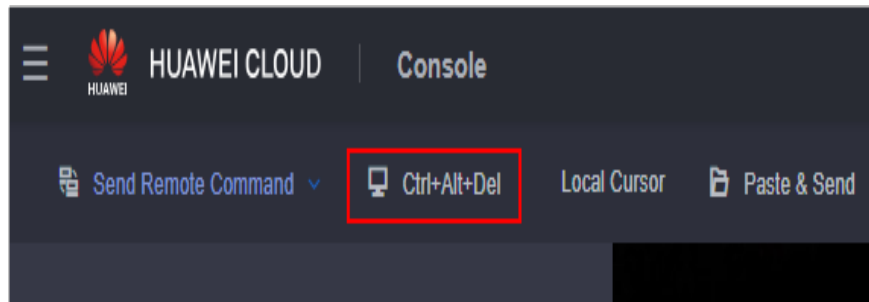 HUAWEI
HUAWEI CLOUD
Console
Send Remote Command
Ctrl+Alt+Del
Local Cursor
Paste & Send